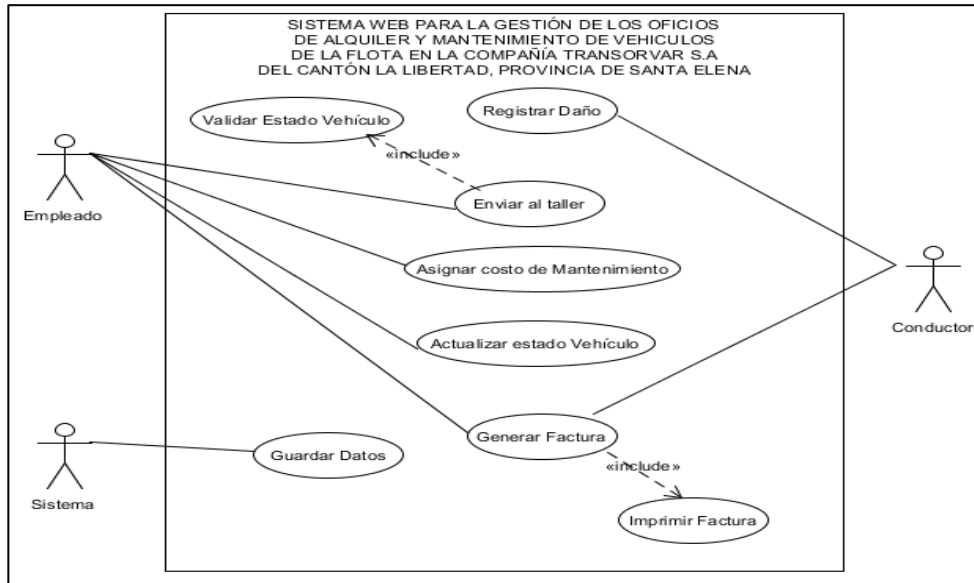 SISTEMA WEB PARA LA GESTIÓN DE LOS OFICIOS
DE ALQUILER Y MANTENIMIENTO DE VEHICULOS
DE LA FLOTA EN LA COMPAÑÍA TRANSORVAR S.A
DEL CANTÓN LA LIBERTAD, PROVINCIA DE SANTA ELENA
Registrar Daño
Validar Estado Vehículo
«include»
Enviar al taller
Empleado
Asignar costo de Mantenimiento
Conductor
Actualizar estado Vehículo
Generar Factura
Guardar Datos
«include»
Sistema
Imprimir Factura